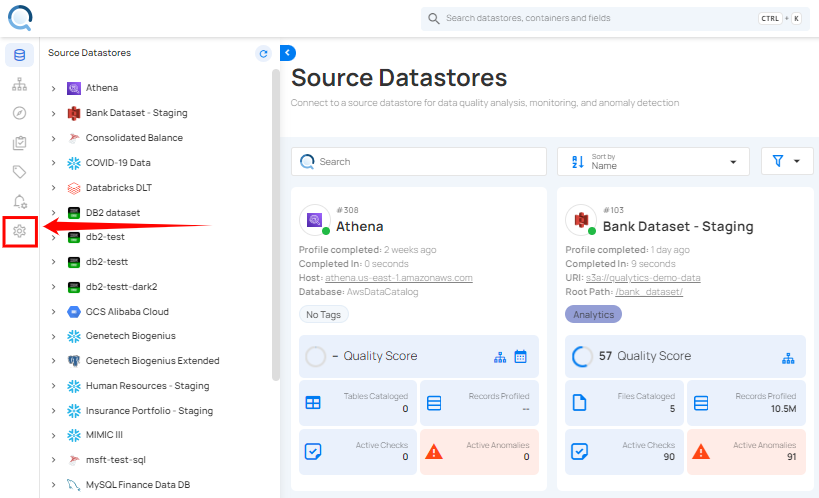 Search datastores, containers and fields
CTRL + K
Source Datastores
Athena
Bank Dataset - Staging
Consolidated Balance
COVID-19 Data
Databricks DLT
DB2 dataset
db2-test
db2-testt
db2-testt-dark2
GCS Alibaba Cloud
Genetech Biogenius
Genetech Biogenius Extended
Human Resources - Staging
Insurance Portfolio - Staging
MIMIC III
msft-test-sql
MySQL Finance Data DB
Source Datastores
Connect to a source datastore for data quality analysis, monitoring, and anomaly detection
Search
Sort by
Name
#308
Athena
Profile completed: 2 weeks ago
Completed In: 0 seconds
Host: athena.us-east-1.amazonaws.com
Database: AwsDataCatalog
No Tags
– Quality Score
Tables Cataloged
0
Records Profiled
--
Active Checks
0
Active Anomalies
0
#103
Bank Dataset - Staging
Profile completed: 1 day ago
Completed In: 9 seconds
URI: s3a://qualytics-demo-data
Root Path: /bank_dataset/
Analytics
57 Quality Score
Files Cataloged
5
Records Profiled
10.5M
Active Checks
90
Active Anomalies
91